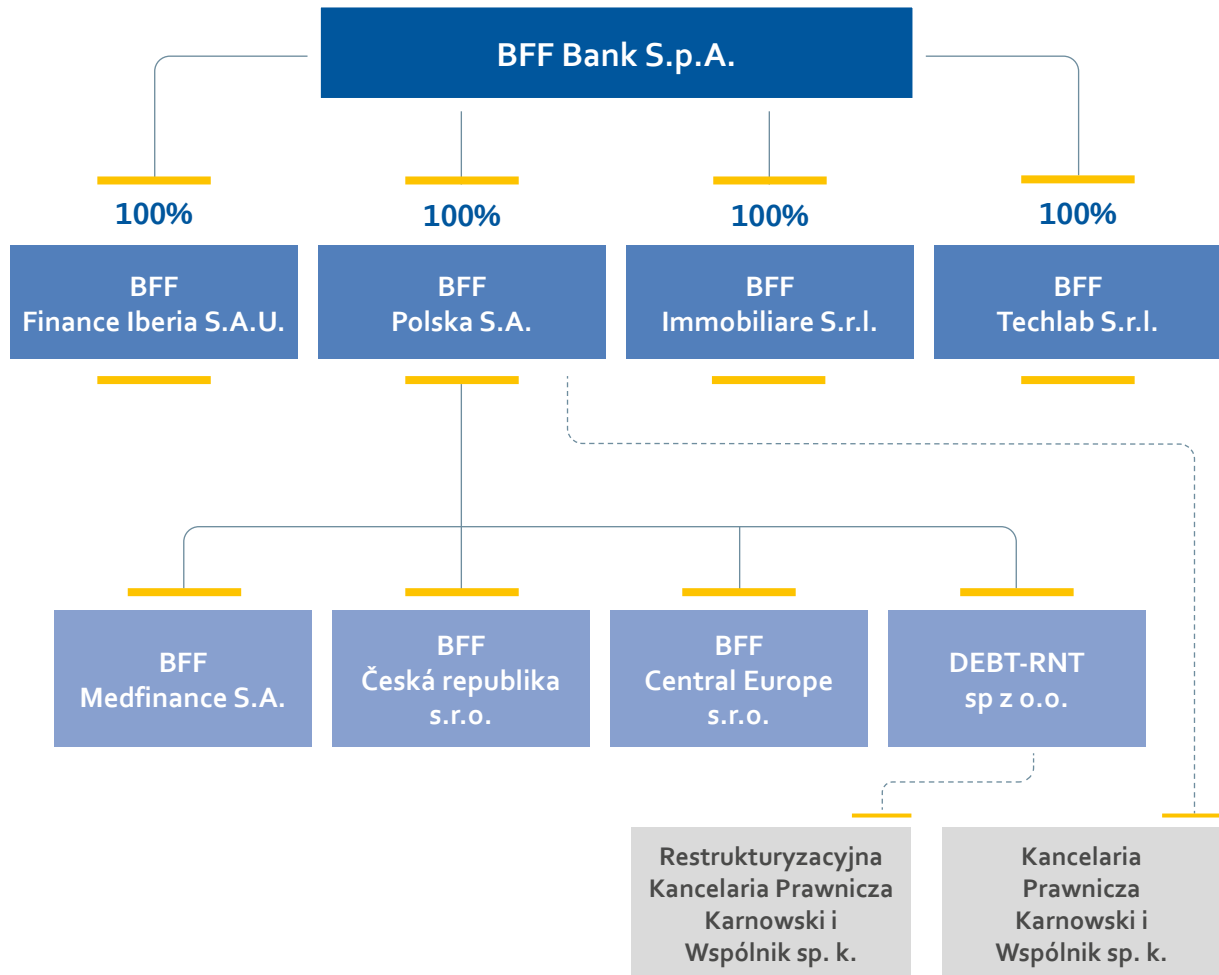 BFF Bank S.p.A.
100%
100%
100%
100%
BFF
Finance Iberia S.A.U.
BFF
Polska S.A.
BFF
Immobiliare S.r.l.
BFF
Techlab S.r.l.
BFF
Medfinance S.A.
BFF
Česká republika
s.r.o.
BFF
Central Europe
s.r.o.
DEBT-RNT
sp z o.o.
Restrukturyzacyjna
Kancelaria Prawnicza
Karnowski i
Wspólnik sp. k.
Kancelaria
Prawnicza
Karnowski i
Wspólnik sp. k.